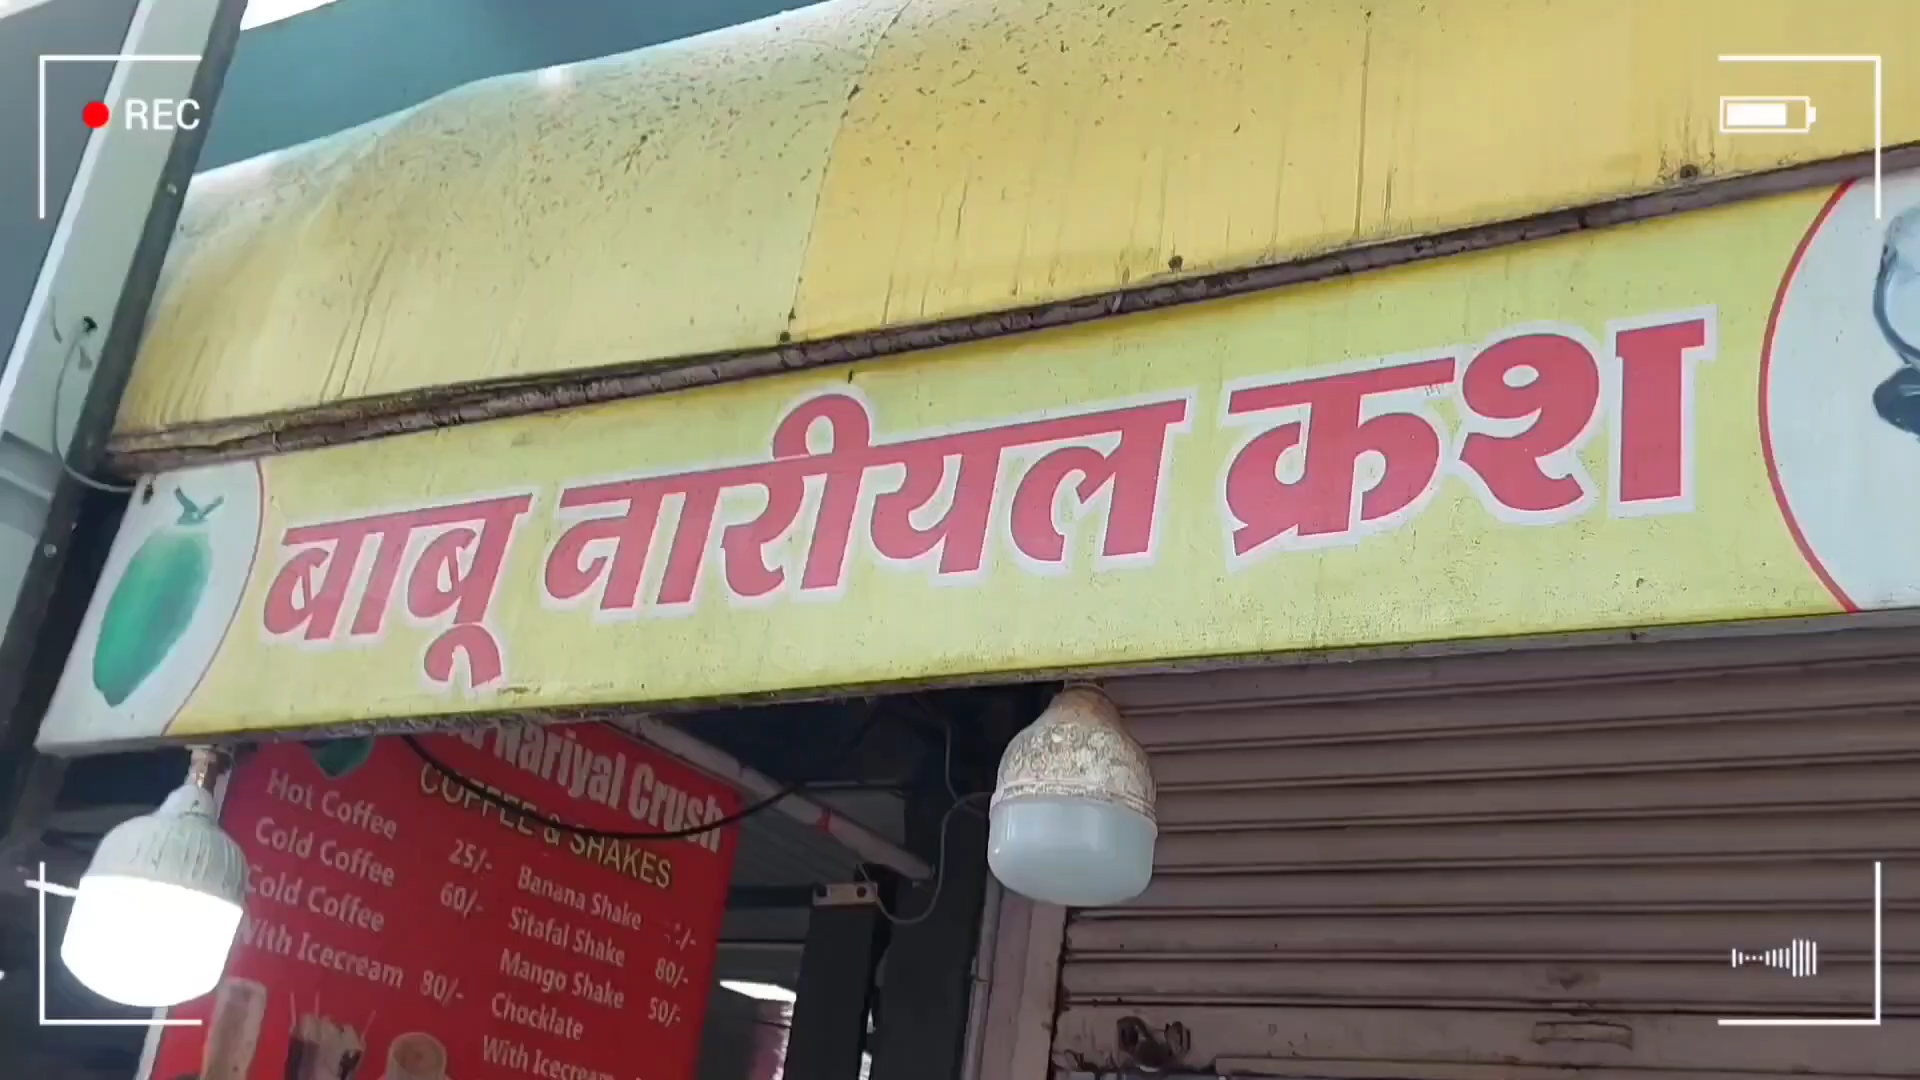 REC
बाबू नारीयल क्रश
Nariyal Crush
COFFEE & SHAKES
Hot Coffee 25/-
Cold Coffee 60/-
Cold Coffee
With Icecream 80/-
Banana Shake
Sitafal Shake 80/-
Mango Shake 50/-
Chocklate
With Icecream